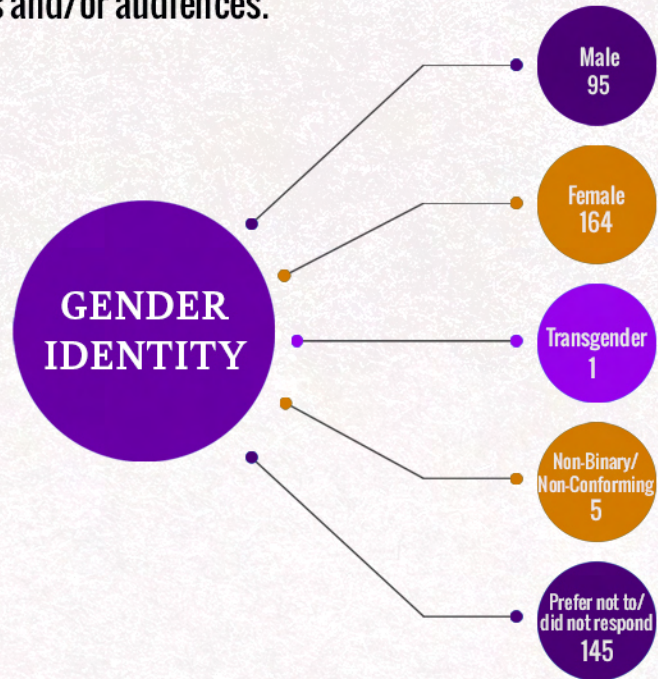 s and/or audiences.
GENDER
IDENTITY
Male
95
Female
164
Transgender
1
Non-Binary/
Non-Conforming
5
Prefer not to/
did not respond
145